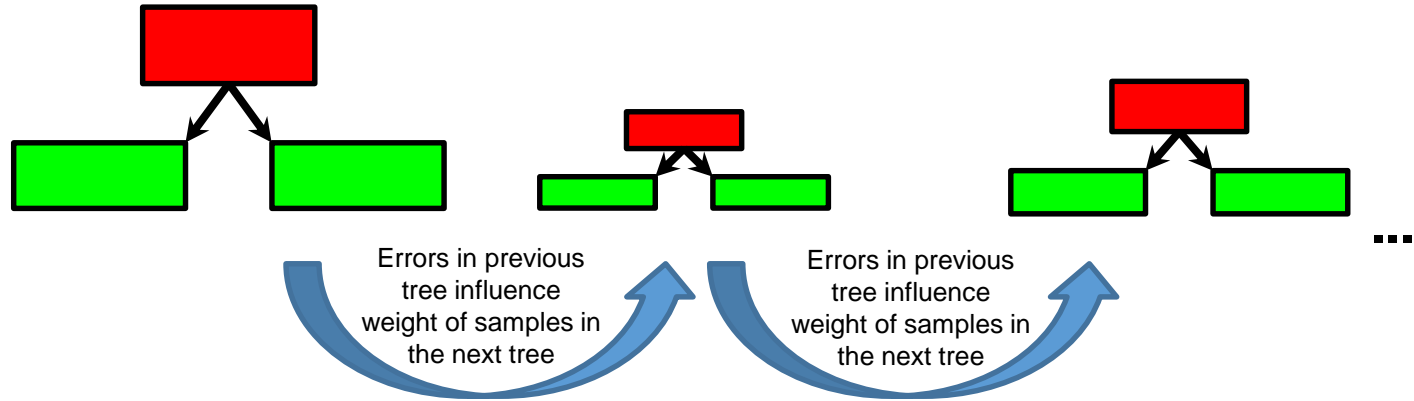 Errors in previous
tree influence
weight of samples in
the next tree
Errors in previous
tree influence
weight of samples in
the next tree
...